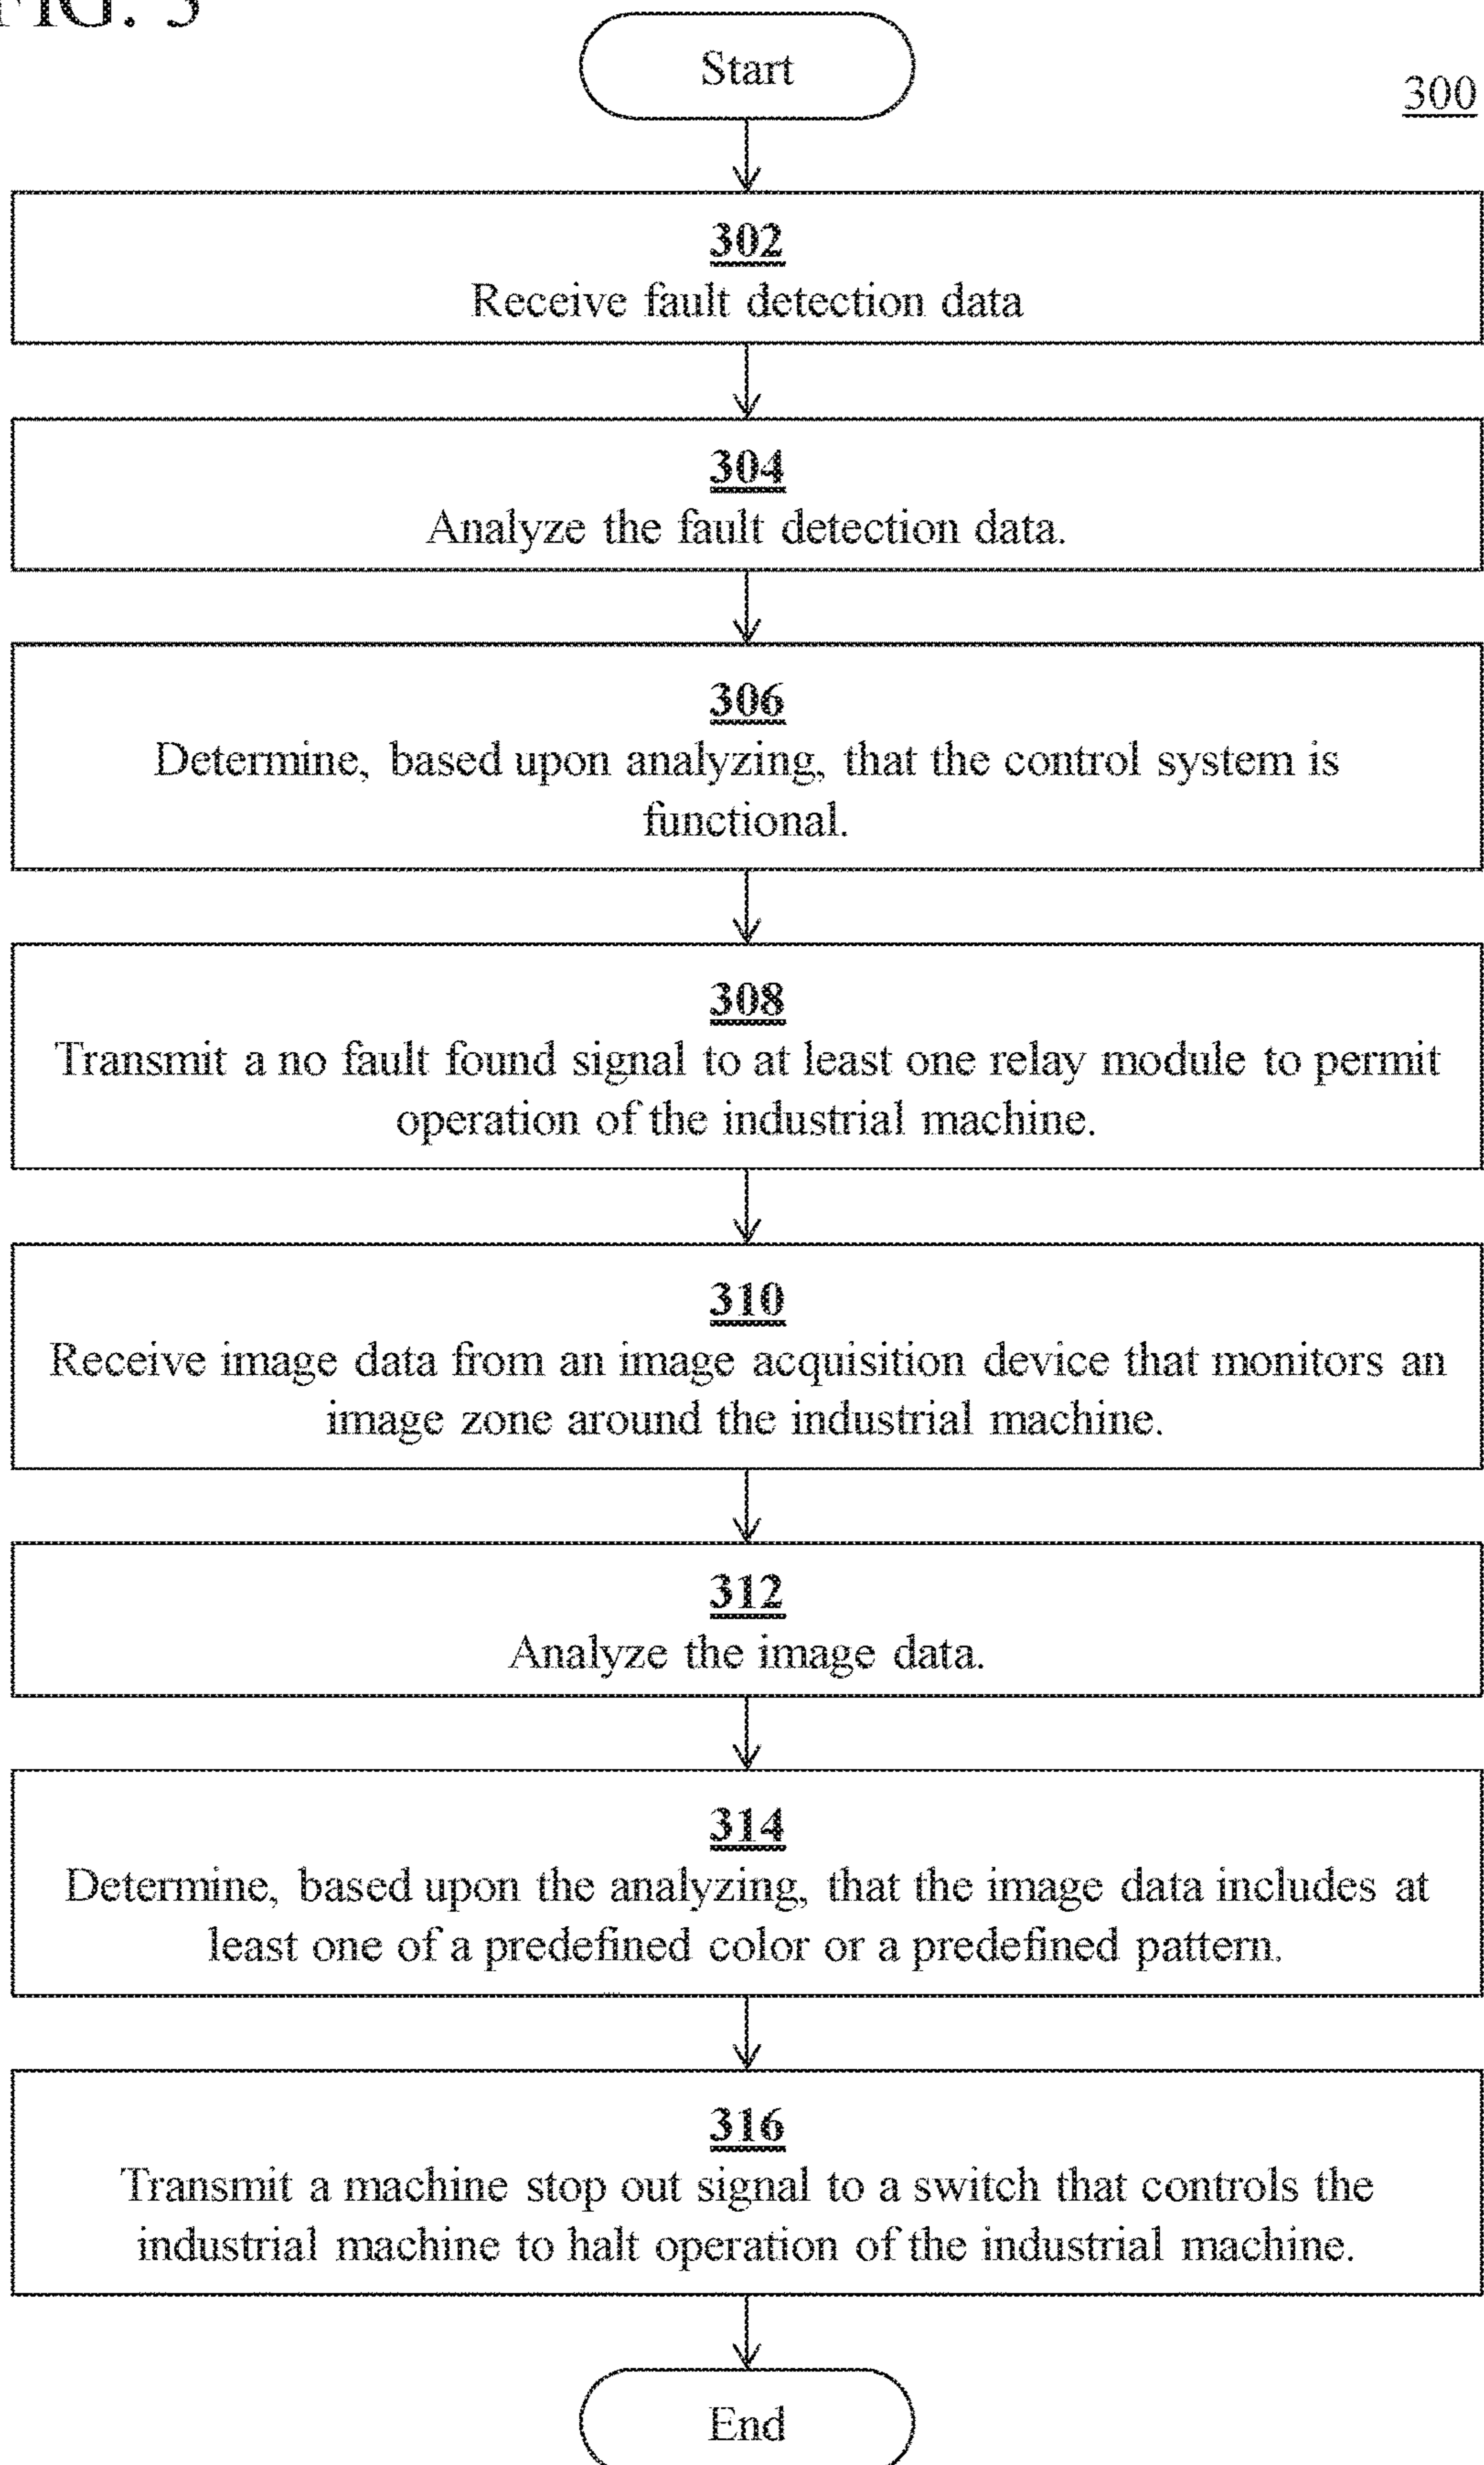 FIG. 3
Start
300
302
Receive fault detection data
304
Analyze the fault detection data.
306
Determine, based upon analyzing, that the control system is
functional.
308
Transmit a no fault found signal to at least one relay module to permit
operation of the industrial machine.
310
Receive image data from an image acquisition device that monitors an
image zone around the industrial machine.
312
Analyze the image data.
314
Determine, based upon the analyzing, that the image data includes at
least one of a predefined color or a predefined pattern.
316
Transmit a machine stop out signal to a switch that controls the
industrial machine to halt operation of the industrial machine.
End